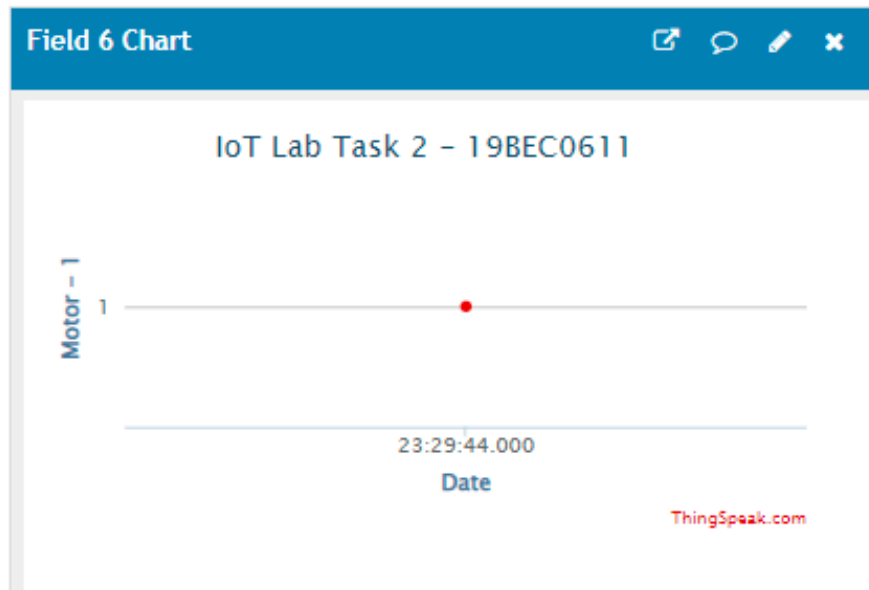 Field 6 Chart
IoT Lab Task 2 – 19BEC0611
Motor – 1
1
23:29:44.000
Date
ThingSpeak.com